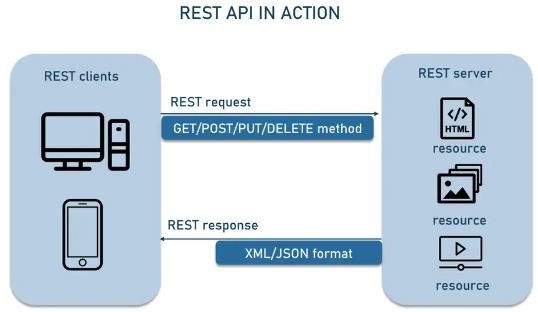 REST API IN ACTION
REST clients
REST server
REST request
GET/POST/PUT/DELETE method
</>
HTML
resource
resource
REST response
XML/JSON format
resource